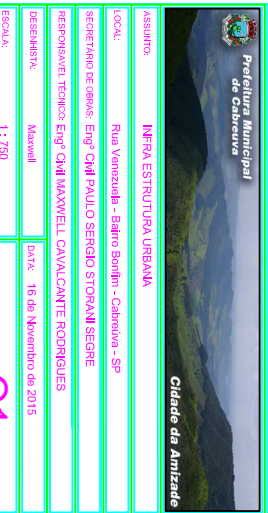 Prefeitura Municipal
de Cabreuva
Cidade da Amizade
ASSUNTO: INFRA ESTRUTURA URBANA
LOCAL: Rua Venezuela - Bairro Bonfim - Cabreúva - SP
SECRETÁRIO DE OBRAS: Engº Civil PAULO SERGIO STORANI SEGRE
RESPONSAVEL TÉCNICO: Engº Civil MAXWELL CAVALCANTE RODRIGUES
DESENHISTA: Maxwell DATA: 16 de Novembro de 2015
ESCALA: 1 : 750